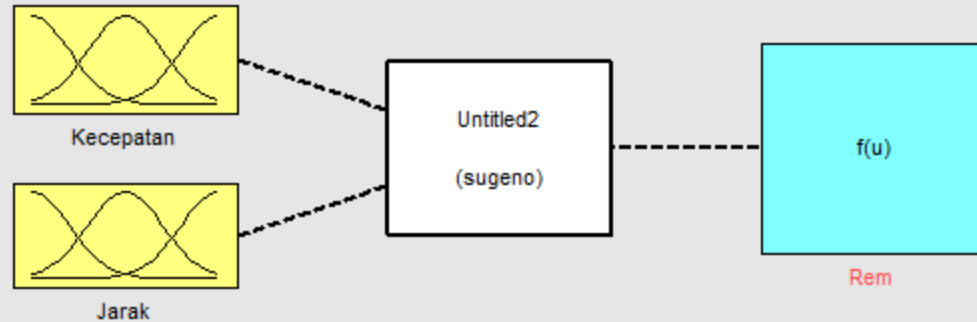 Kecepatan
Jarak
Untitled2
(sugeno)
f(u)
Rem